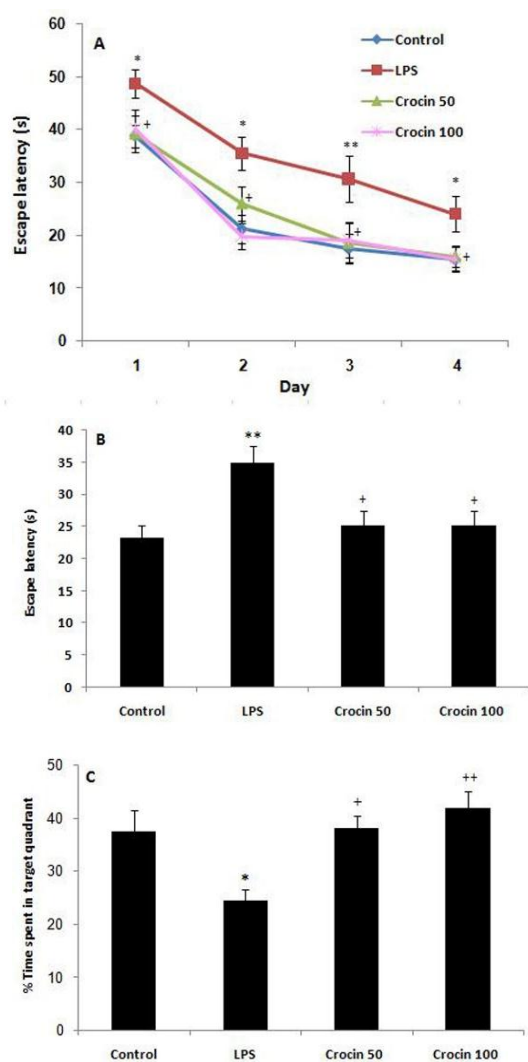 60
50
40
30
20
10
0
Escape latency (s)
A
Control
LPS
Crocin 50
Crocin 100
*
+
*
+
**
+
*
+
1 2 3 4
Day
B
40
35
30
25
20
15
10
5
0
Escape latency (s)
**
+
+
Control LPS Crocin 50 Crocin 100
C
50
40
30
20
10
0
% Time spent in target quadrant
*
+
++
Control LPS Crocin 50 Crocin 100